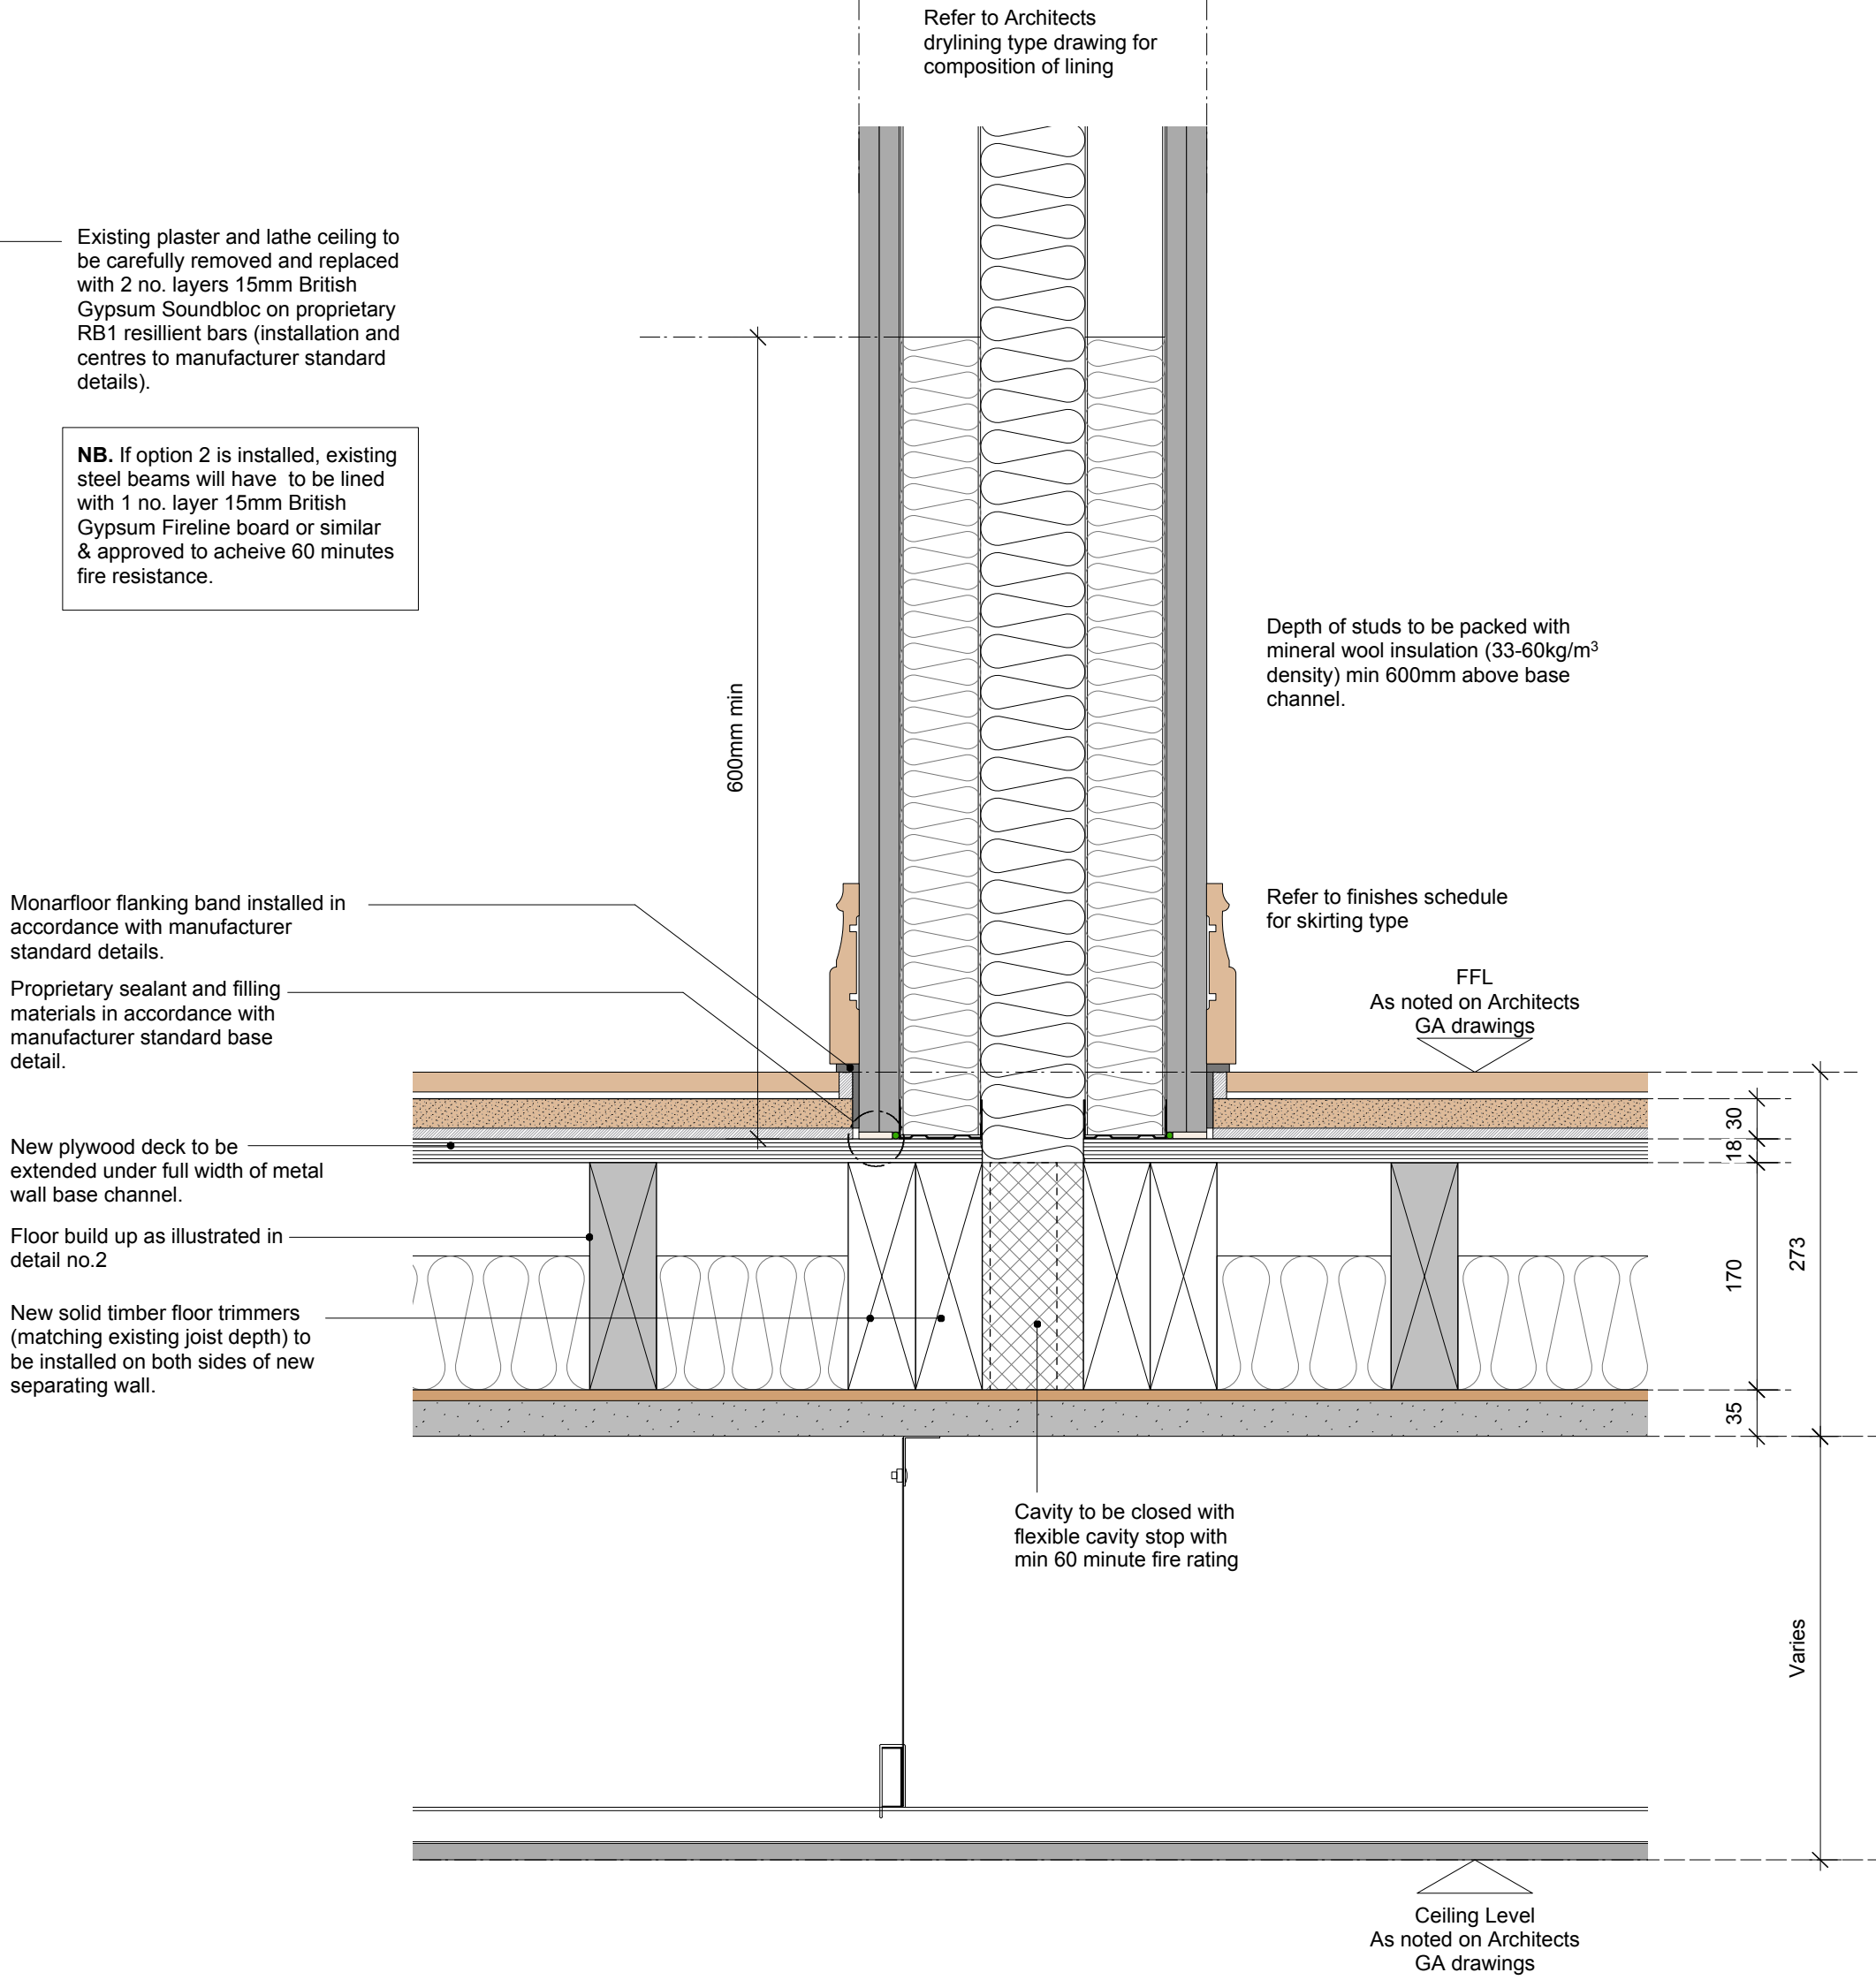 Refer to Architects
drylining type drawing for
composition of lining
Existing plaster and lathe ceiling to
be carefully removed and replaced
with 2 no. layers 15mm British
Gypsum Soundbloc on proprietary
RB1 resillient bars (installation and
centres to manufacturer standard
details).
NB. If option 2 is installed, existing
steel beams will have to be lined
with 1 no. layer 15mm British
Gypsum Fireline board or similar
& approved to acheive 60 minutes
fire resistance.
Depth of studs to be packed with
mineral wool insulation (33-60kg/m³
density) min 600mm above base
channel.
600mm min
Monarfloor flanking band installed in
accordance with manufacturer
standard details.
Refer to finishes schedule
for skirting type
Proprietary sealant and filling
materials in accordance with
manufacturer standard base
detail.
FFL
As noted on Architects
GA drawings
New plywood deck to be
extended under full width of metal
wall base channel.
Floor build up as illustrated in
detail no.2
New solid timber floor trimmers
(matching existing joist depth) to
be installed on both sides of new
separating wall.
30
18
170
35
273
Varies
Cavity to be closed with
flexible cavity stop with
min 60 minute fire rating
Ceiling Level
As noted on Architects
GA drawings